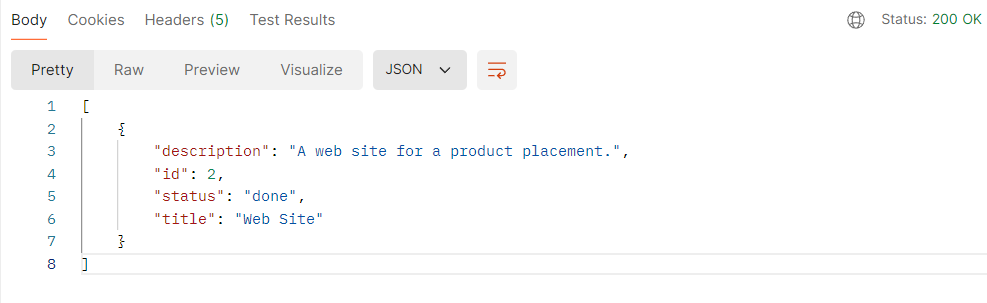 Body Cookies Headers (5) Test Results Status: 200 OK
Pretty Raw Preview Visualize JSON
1 [
2 {
3 "description": "A web site for a product placement.",
4 "id": 2,
5 "status": "done",
6 "title": "Web Site"
7 }
8 ]